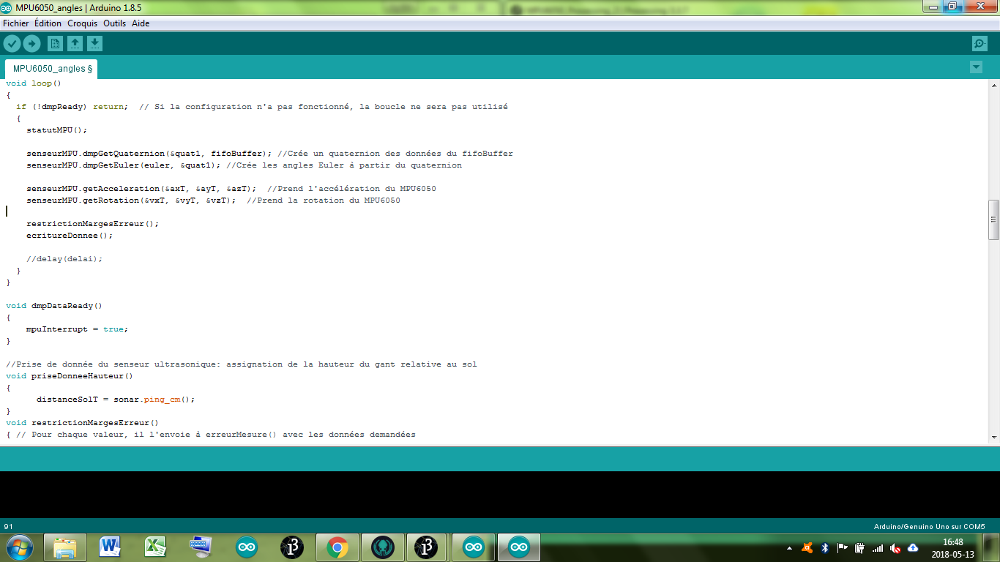 MPU6050_angles | Arduino 1.8.5
Fichier Édition Croquis Outils Aide
MPU6050_angles §
void loop()
{
if (!dmpReady) return; // Si la configuration n'a pas fonctionné, la boucle ne sera pas utilisé
{
statutMPU();
senseurMPU.dmpGetQuaternion(&quat1, fifoBuffer); //Crée un quaternion des données du fifoBuffer
senseurMPU.dmpGetEuler(euler, &quat1); //Crée les angles Euler à partir du quaternion
senseurMPU.getAcceleration(&axT, &ayT, &azT); //Prend l'accélération du MPU6050
senseurMPU.getRotation(&vxT, &vyT, &vzT); //Prend la rotation du MPU6050
restrictionMargesErreur();
ecritureDonnee();
//delay(delai);
}
}
void dmpDataReady()
{
mpuInterrupt = true;
}
//Prise de donnée du senseur ultrasonique: assignation de la hauteur du gant relative au sol
void priseDonneeHauteur()
{
distanceSolT = sonar.ping_cm();
}
void restrictionMargesErreur()
{ // Pour chaque valeur, il l'envoie à erreurMesure() avec les données demandées
91
Arduino/Genuino Uno sur COM5
16:48
2018-05-13